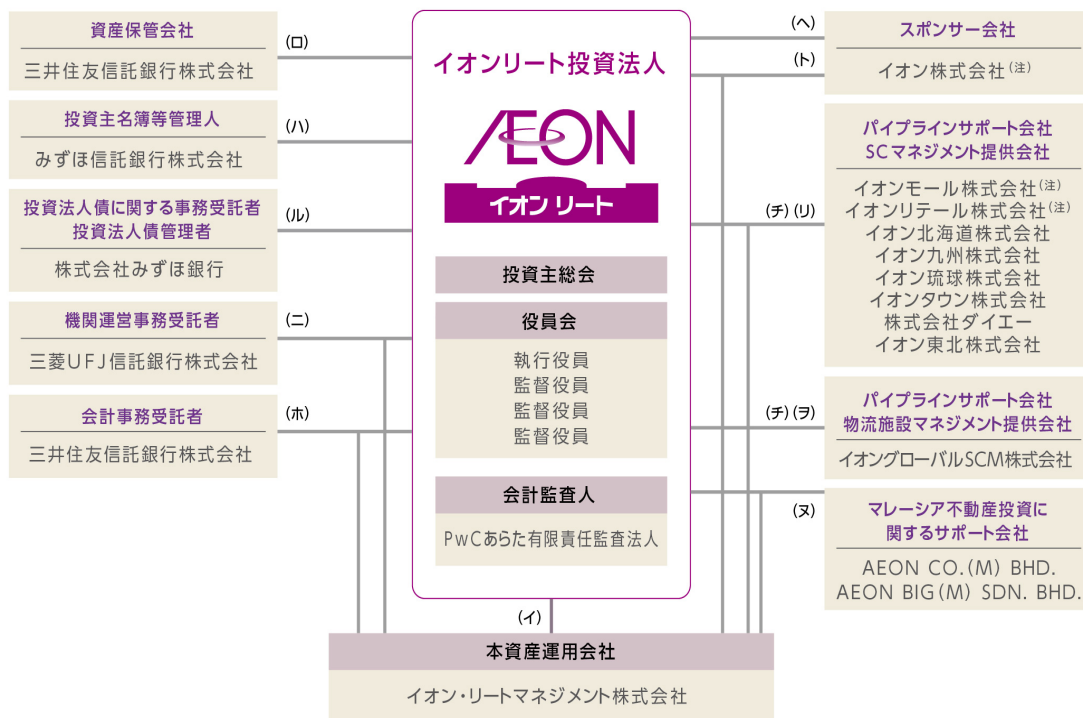 資産保管会社
三井住友信託銀行株式会社
(ロ)
投資主名簿等管理人
みずほ信託銀行株式会社
(ハ)
投資法人債に関する事務受託者
投資法人債管理者
株式会社みずほ銀行
(ル)
機関運営事務受託者
三菱UFJ信託銀行株式会社
(ニ)
会計事務受託者
三井住友信託銀行株式会社
(ホ)
イオンリート投資法人
AEON
イオン リート
投資主総会
役員会
執行役員
監督役員
監督役員
監督役員
会計監査人
PwCあらた有限責任監査法人
(イ)
本資産運用会社
イオン・リートマネジメント株式会社
(ヘ)
(ト)
スポンサー会社
イオン株式会社(注)
(チ)(リ)
パイプラインサポート会社
SCマネジメント提供会社
イオンモール株式会社(注)
イオンリテール株式会社(注)
イオン北海道株式会社
イオン九州株式会社
イオン琉球株式会社
イオンタウン株式会社
株式会社ダイエー
イオン東北株式会社
(チ)(ヲ)
パイプラインサポート会社
物流施設マネジメント提供会社
イオングローバルSCM株式会社
(ヌ)
マレーシア不動産投資に
関するサポート会社
AEON CO.(M) BHD.
AEON BIG(M) SDN. BHD.